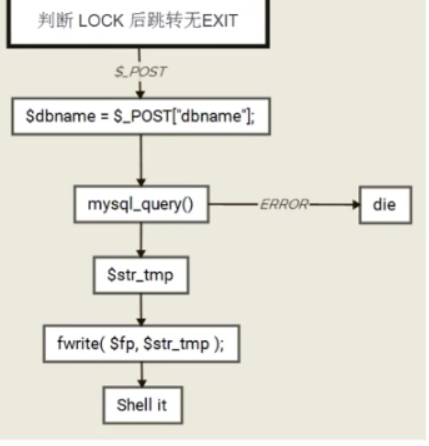 判断 LOCK 后跳转无EXIT
$_POST
$dbname = $_POST["dbname"];
mysql_query()
ERROR
die
$str_tmp
fwrite( $fp, $str_tmp );
Shell it